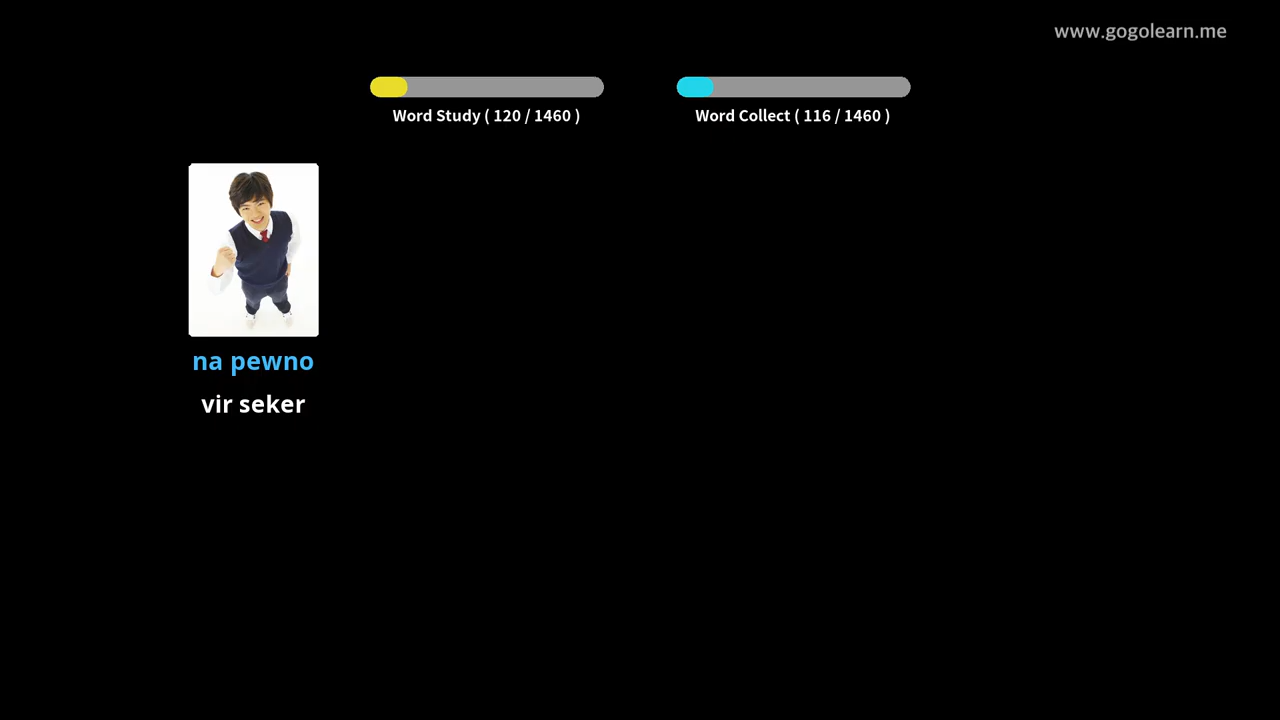 www.gogolearn.me
Word Study ( 120 / 1460 )
Word Collect ( 116 / 1460 )
na pewno
vir seker